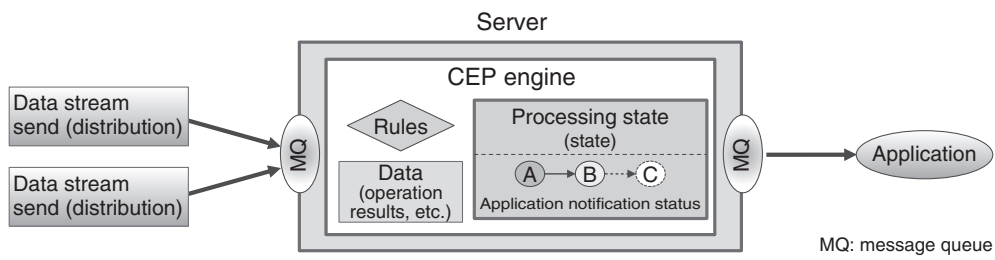 Server
CEP engine
Data stream
send (distribution)
Data stream
send (distribution)
MQ
Rules
Data
(operation
results, etc.)
Processing state
(state)
A
B
C
Application notification status
MQ
Application
MQ: message queue